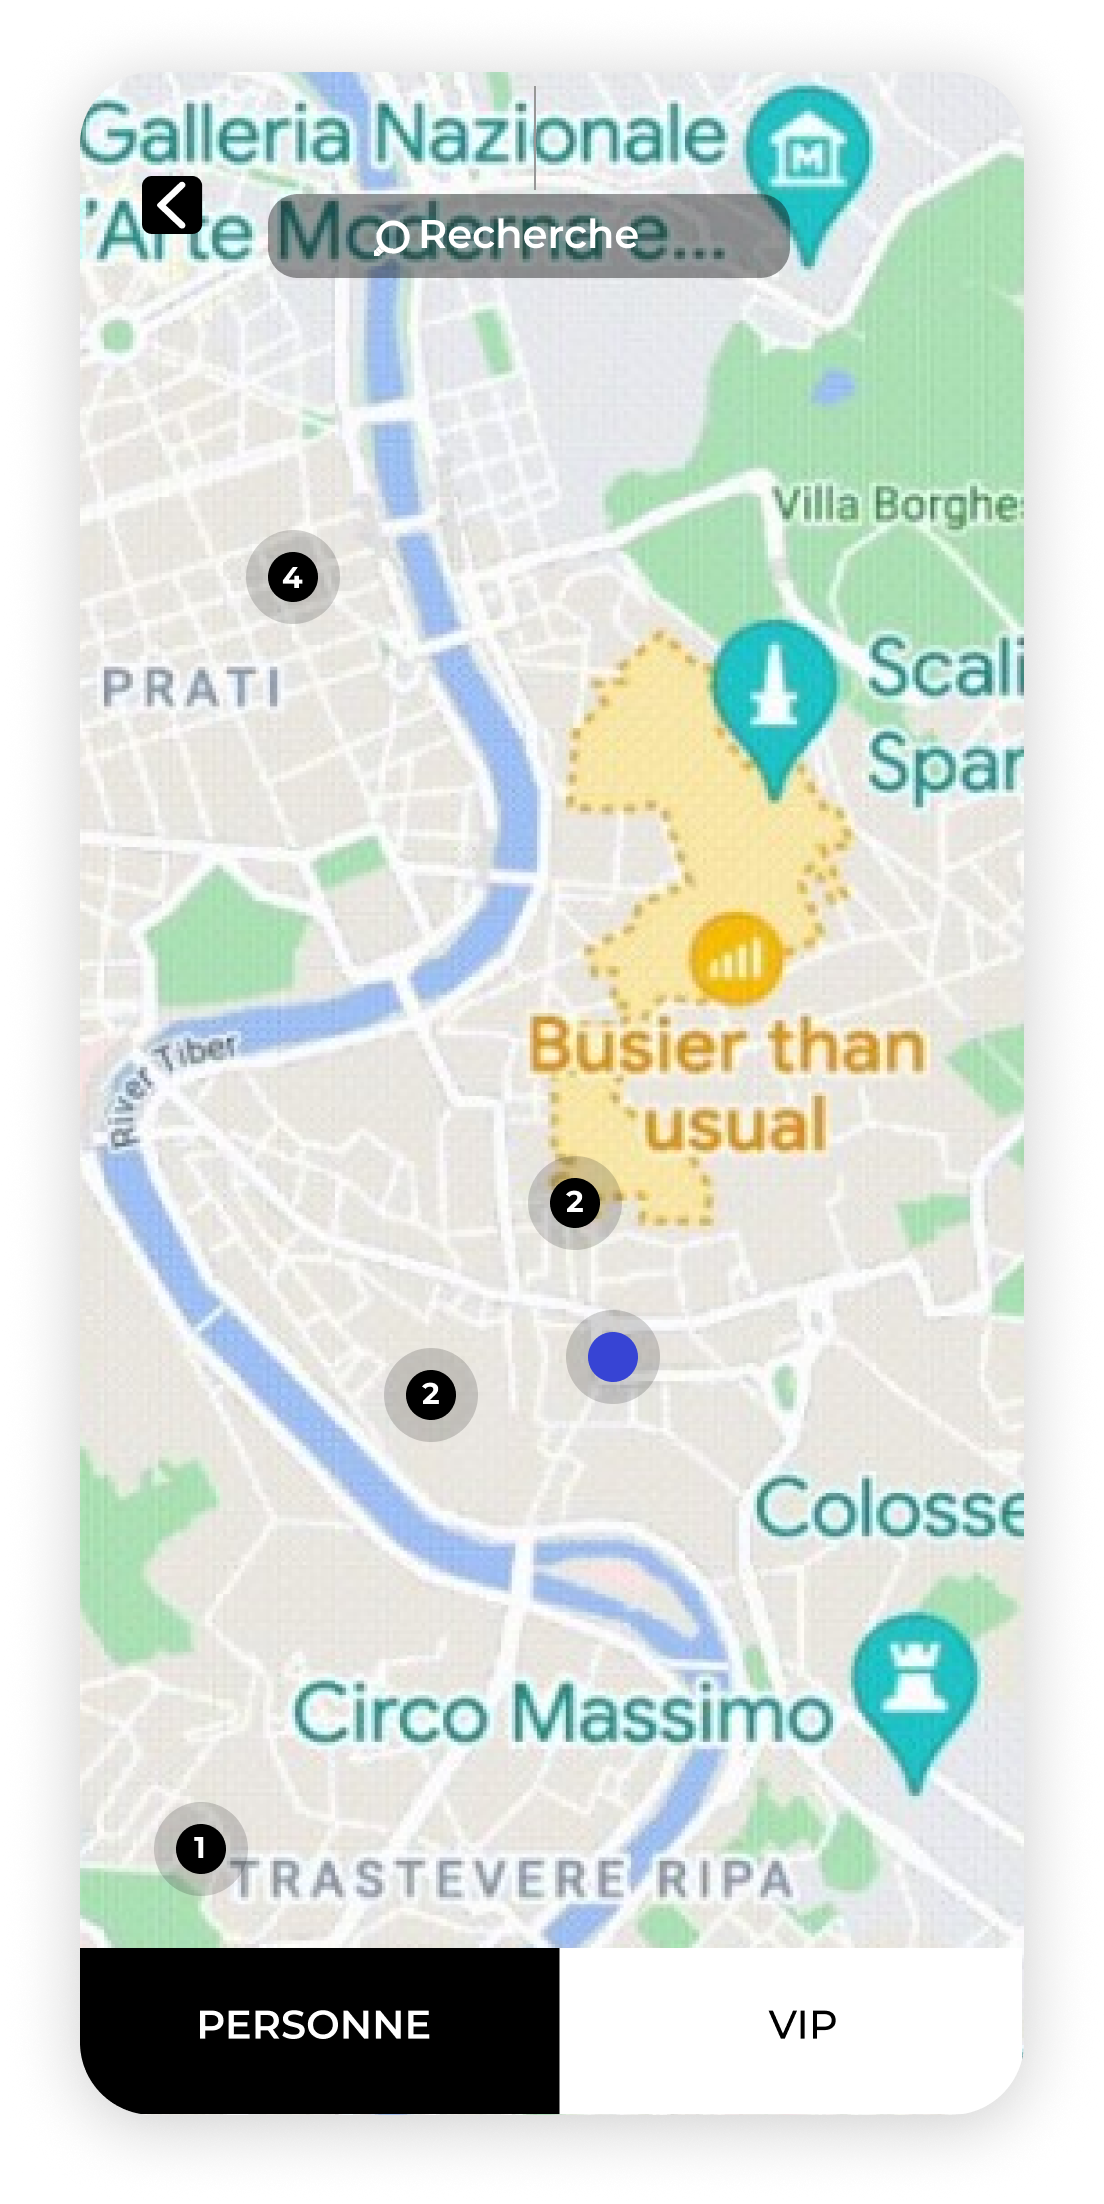 Galleria Nazionale
'Arte Moderna e...
Recherche
Villa Borghes
4
PRATI
Scali
Spar
Busier than
usual
River Tiber
2
2
Colosse
Circo Massimo
1
TRASTEVERE RIPA
PERSONNE
VIP